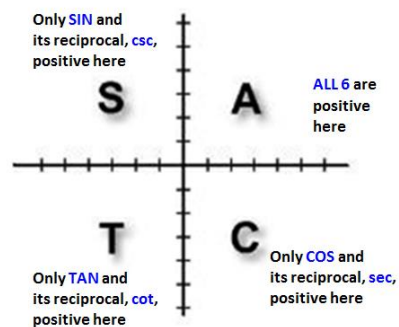 Only SIN and
its reciprocal, csc,
positive here
S
A
ALL 6 are
positive
here
T
C
Only TAN and
its reciprocal, cot,
positive here
Only COS and
its reciprocal, sec,
positive here